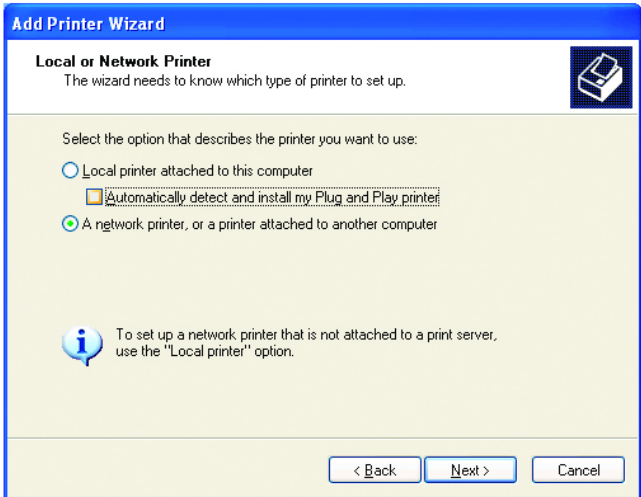 Add Printer Wizard
Local or Network Printer
The wizard needs to know which type of printer to set up.
Select the option that describes the printer you want to use:
Local printer attached to this computer
Automatically detect and install my Plug and Play printer
A network printer, or a printer attached to another computer
To set up a network printer that is not attached to a print server,
use the "Local printer" option.
< Back
Next >
Cancel